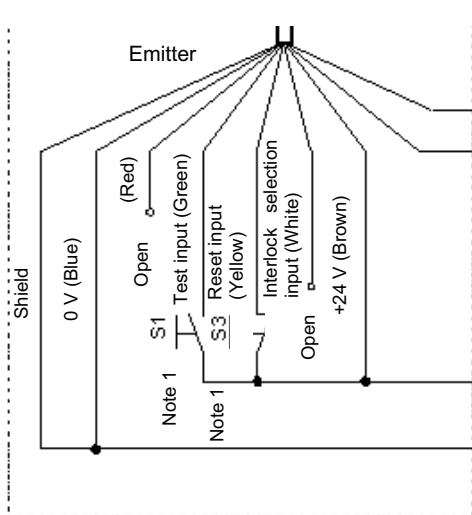 Emitter
Shield
0 V (Blue)
(Red)
Open
Test input (Green)
S1
Note 1
Reset input
(Yellow)
S3
Note 1
Interlock selection
input (White)
Open
+24 V (Brown)